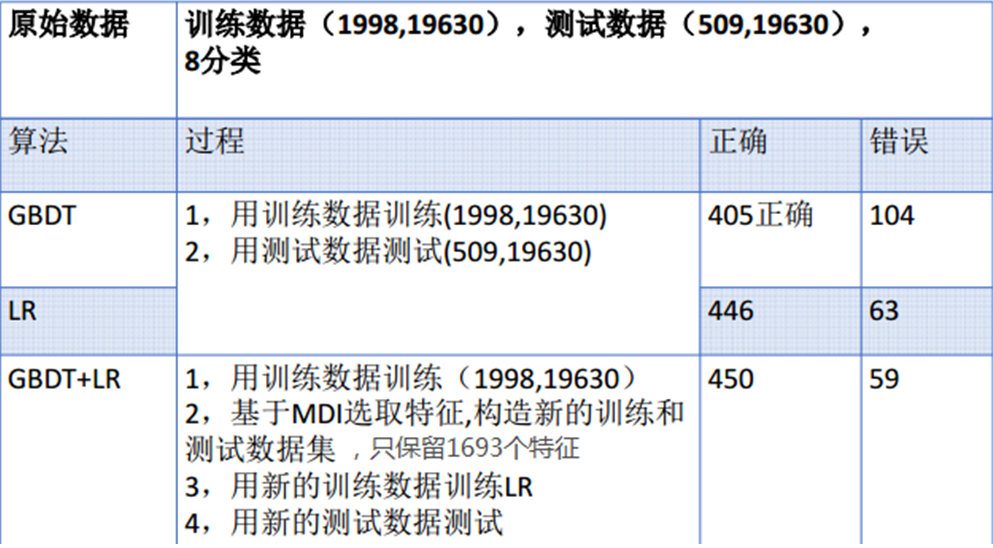 原始数据 训练数据（1998,19630），测试数据（509,19630），
8分类
算法 过程 正确 错误
GBDT 1，用训练数据训练(1998,19630) 405正确 104
2，用测试数据测试(509,19630)
LR 446 63
GBDT+LR 1，用训练数据训练（1998,19630） 450 59
2，基于MDI选取特征,构造新的训练和
测试数据集 ，只保留1693个特征
3，用新的训练数据训练LR
4，用新的测试数据测试